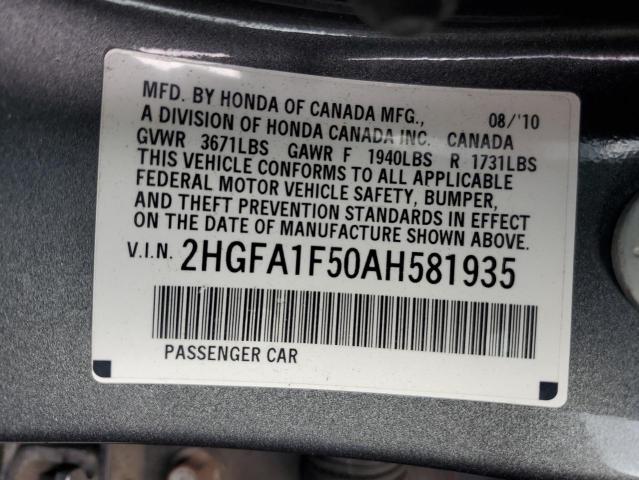 MFD. BY HONDA OF CANADA MFG., 08/'10
A DIVISION OF HONDA CANADA INC. CANADA
GVWR 3671LBS GAWR F 1940LBS R 1731LBS
THIS VEHICLE CONFORMS TO ALL APPLICABLE
FEDERAL MOTOR VEHICLE SAFETY, BUMPER,
AND THEFT PREVENTION STANDARDS IN EFFECT
ON THE DATE OF MANUFACTURE SHOWN ABOVE.
V.I.N. 2HGFA1F50AH581935
PASSENGER CAR